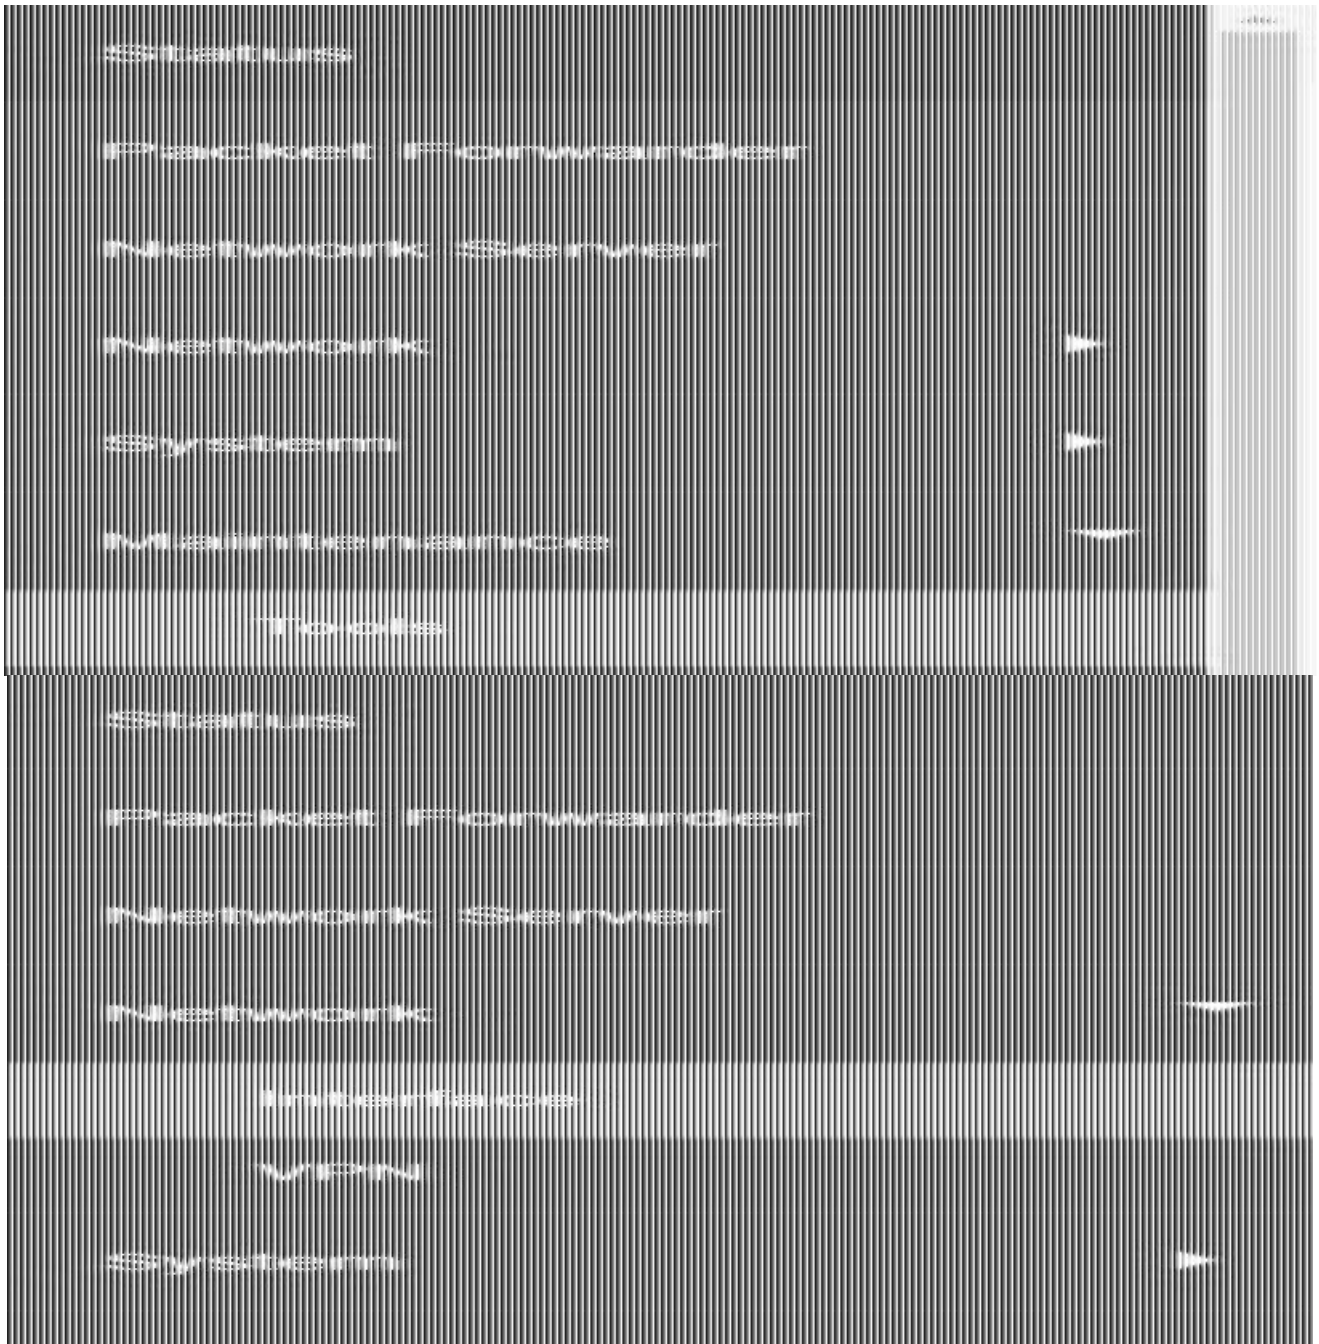 Status
Packet Forwarder
Network Server
Network
System
Maintenance
Tools
Status
Packet Forwarder
Network Server
Network
Interface
VPN
System